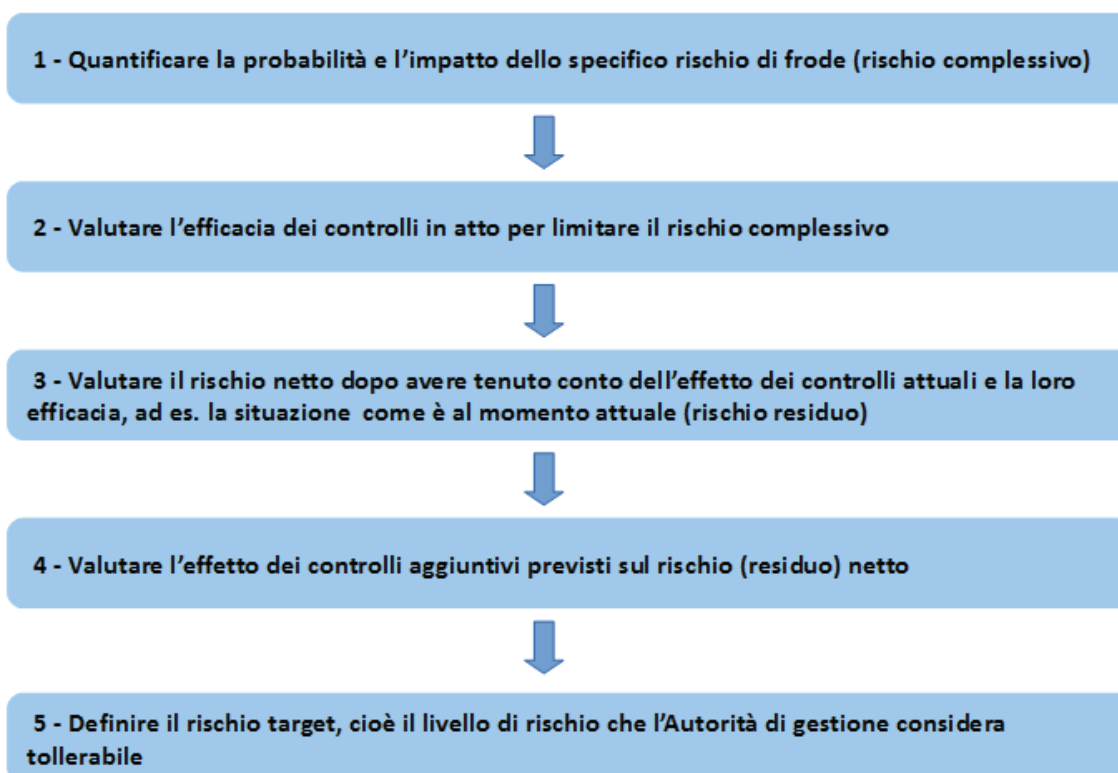 1 - Quantificare la probabilità e l'impatto dello specifico rischio di frode (rischio complessivo)
2 - Valutare l'efficacia dei controlli in atto per limitare il rischio complessivo
3 - Valutare il rischio netto dopo avere tenuto conto dell'effetto dei controlli attuali e la loro
efficacia, ad es. la situazione come è al momento attuale (rischio residuo)
4 - Valutare l'effetto dei controlli aggiuntivi previsti sul rischio (residuo) netto
5 - Definire il rischio target, cioè il livello di rischio che l'Autorità di gestione considera
tollerabile